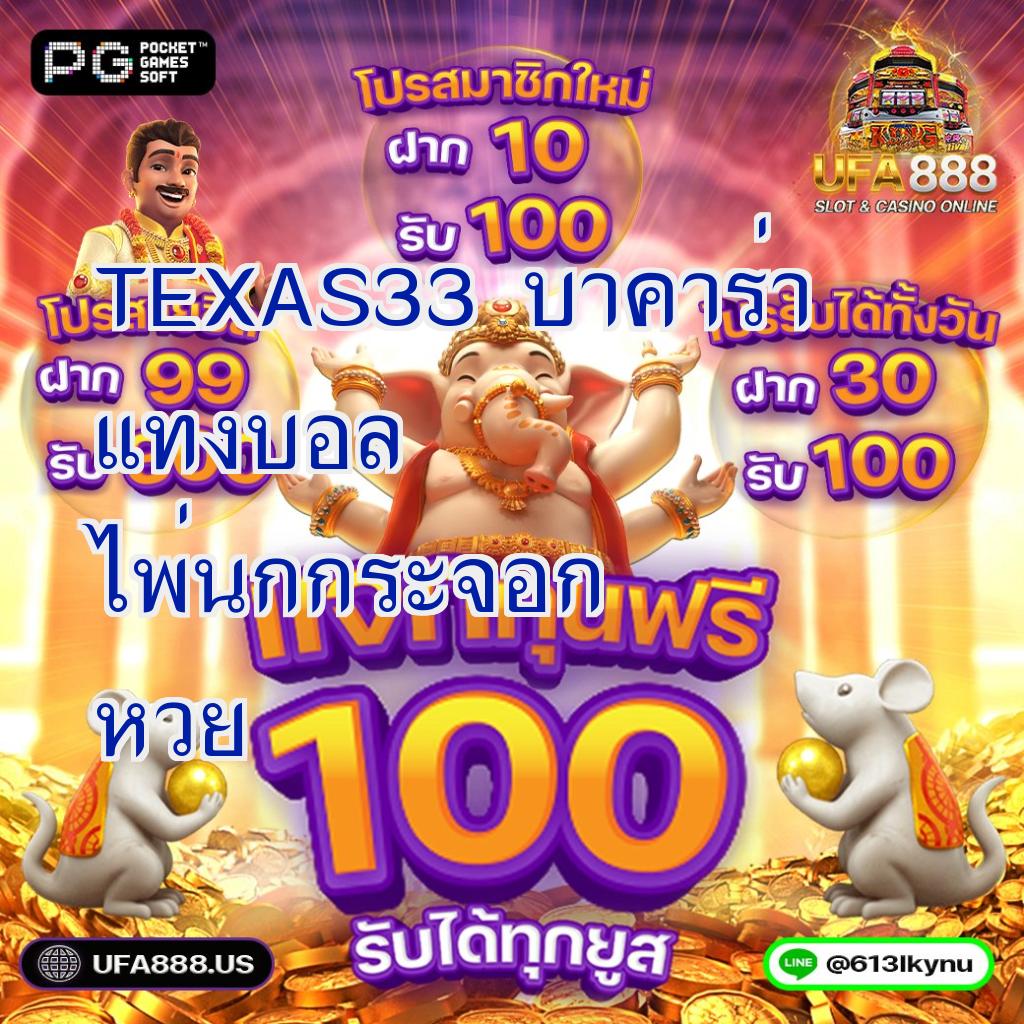 PG POCKET GAMES SOFT™
โปรสมาชิกใหม่
ฝาก 10
รับ 100
UFA888
SLOT & CASINO ONLINE
TEXAS33 บาคาร่า
ฝาก 99
รับ
ฝาก 30
รับ 100
แทงบอล
ไพ่นกกระจอก
หวย
100
รับได้ทุกยูส
UFA888.US
LINE @613lkynu